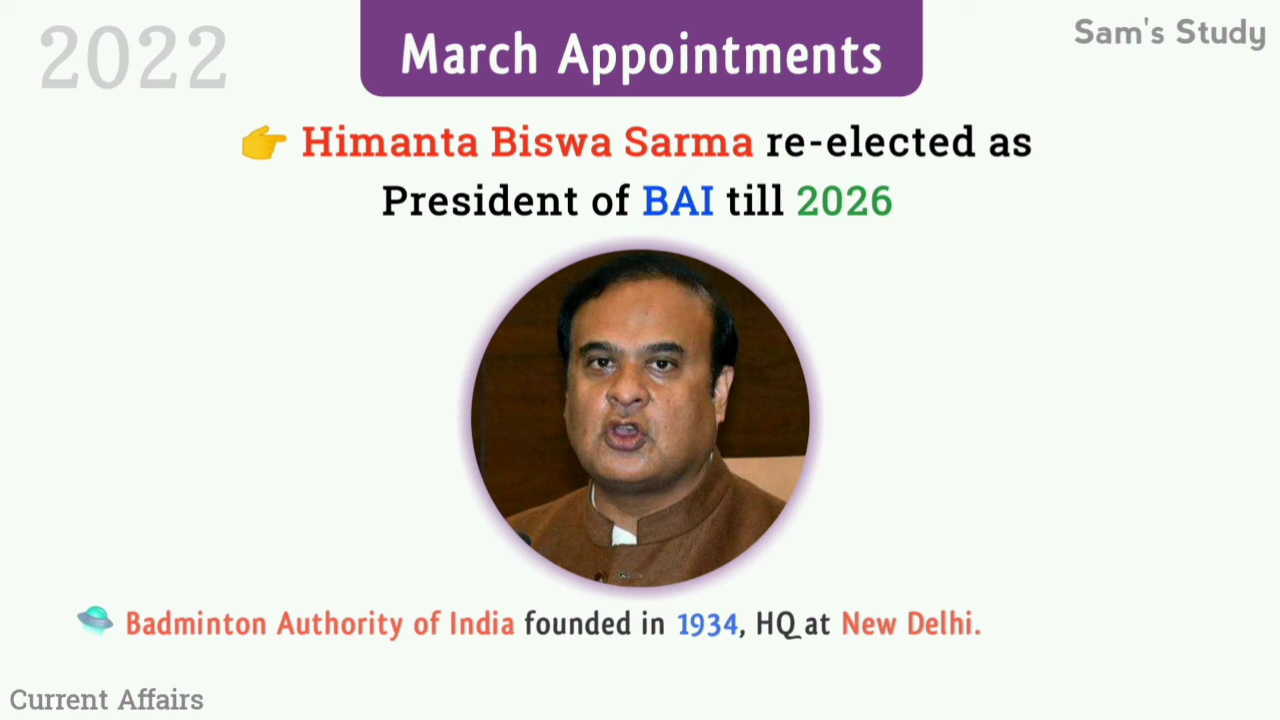 2022
March Appointments
Sam's Study
👉 Himanta Biswa Sarma re-elected as
President of BAI till 2026
🛸 Badminton Authority of India founded in 1934, HQ at New Delhi.
Current Affairs